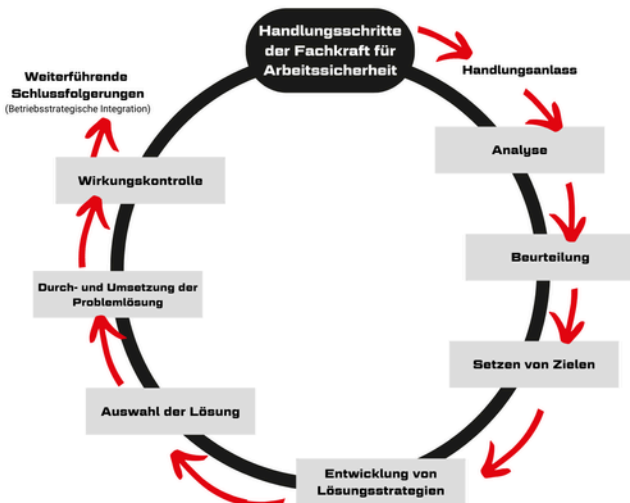 Handlungsschritte
der Fachkraft für
Arbeitssicherheit
Handlungsanlass
Analyse
Beurteilung
Setzen von Zielen
Entwicklung von
Lösungsstrategien
Auswahl der Lösung
Durch- und Umsetzung der
Problemlösung
Wirkungskontrolle
Weiterführende
Schlussfolgerungen
(Betriebsstrategische Integration)